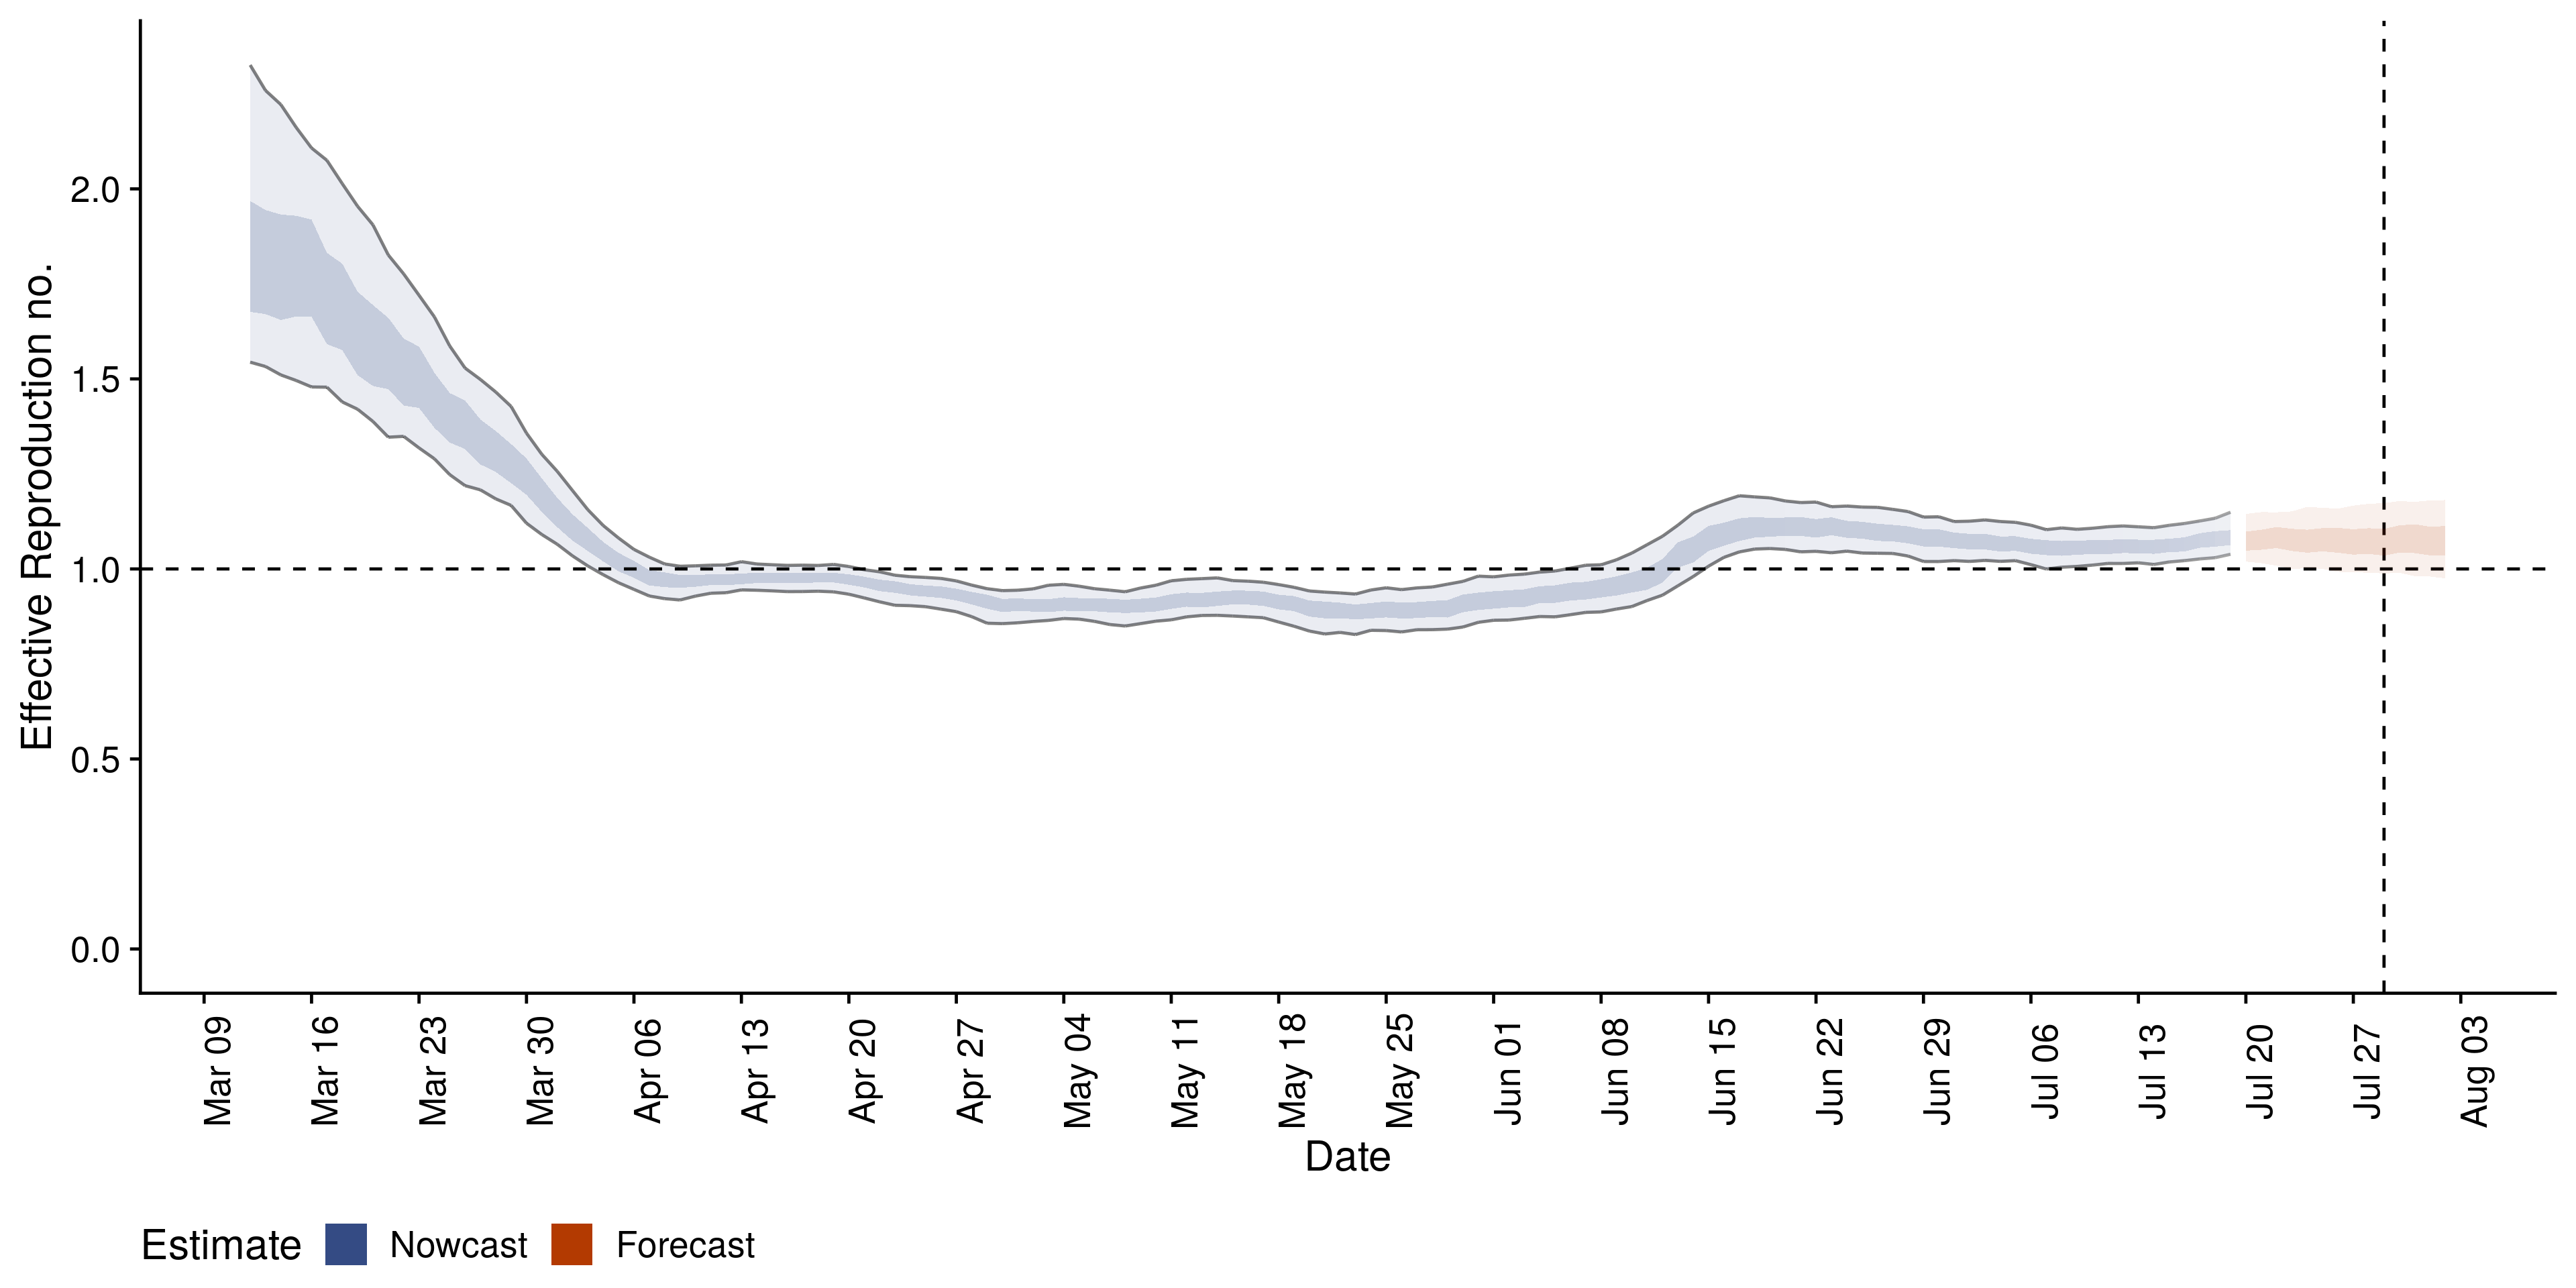 Effective Reproduction no.
2.0
1.5
1.0
0.5
0.0
Mar 09
Mar 16
Mar 23
Mar 30
Apr 06
Apr 13
Apr 20
Apr 27
May 04
May 11
May 18
May 25
Jun 01
Jun 08
Jun 15
Jun 22
Jun 29
Jul 06
Jul 13
Jul 20
Jul 27
Aug 03
Date
Estimate Nowcast Forecast